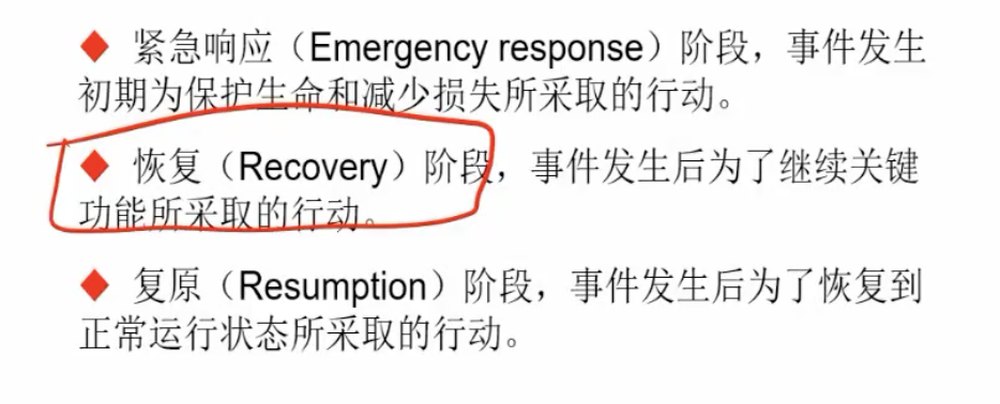 ◆ 紧急响应（Emergency response）阶段，事件发生
初期为保护生命和减少损失所采取的行动。
◆ 恢复（Recovery）阶段，事件发生后为了继续关键
功能所采取的行动。
◆ 复原（Resumption）阶段，事件发生后为了恢复到
正常运行状态所采取的行动。